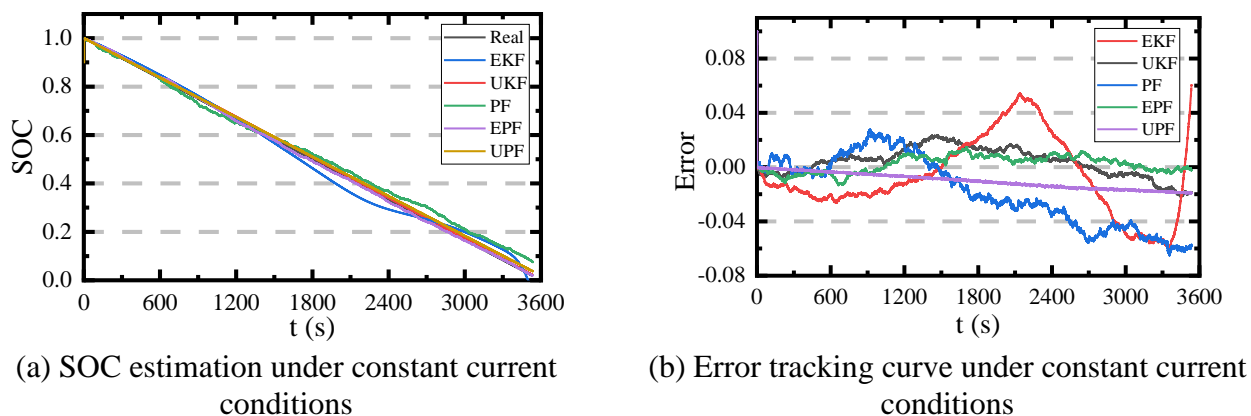 SOC
1.0
0.8
0.6
0.4
0.2
0.0
Real
EKF
UKF
PF
EPF
UPF
0 600 1200 1800 2400 3000 3600
t (s)
(a) SOC estimation under constant current
conditions
Error
0.08
0.04
0.00
-0.04
-0.08
EKF
UKF
PF
EPF
UPF
0 600 1200 1800 2400 3000 3600
t (s)
(b) Error tracking curve under constant current
conditions